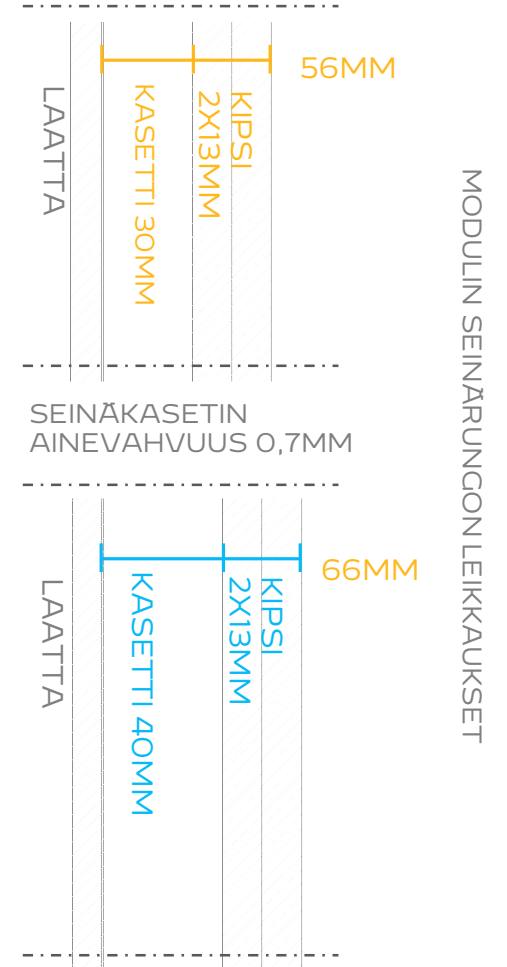 56MM
LAATTA
KASETTI 30MM
KIPSI
2X13MM
MODULIN SEINÄRUNGON LEIKKAUKSET
SEINÄKASETIN
AINEVAHVUUS 0,7MM
66MM
LAATTA
KASETTI 40MM
KIPSI
2X13MM